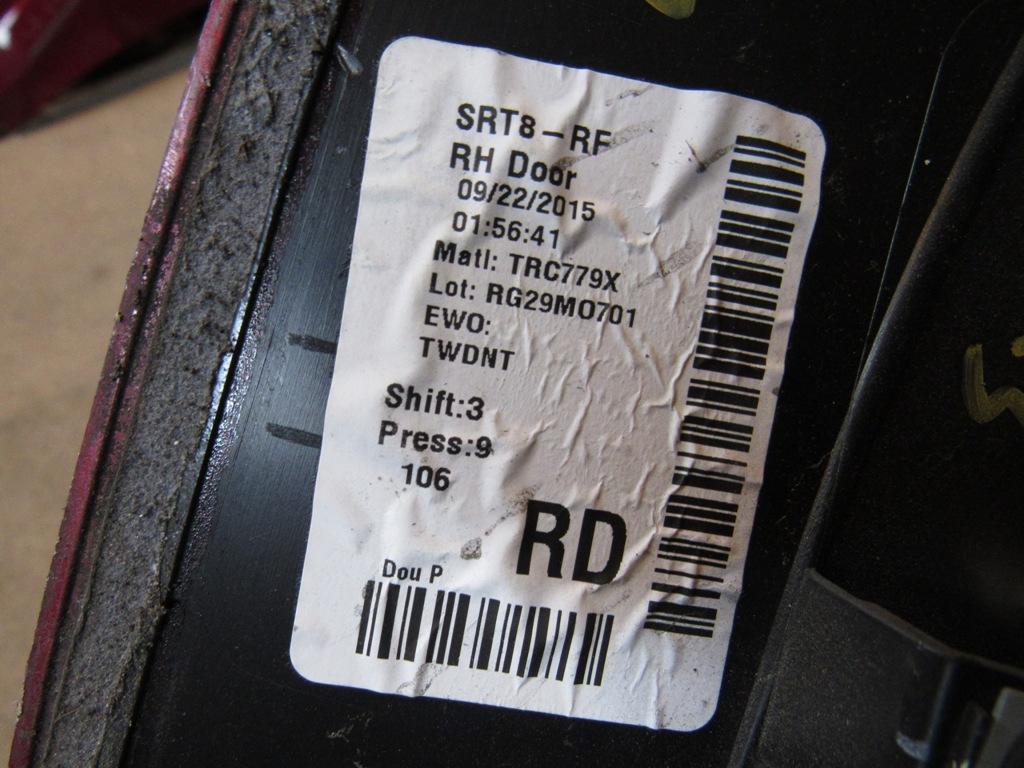 SRT8-RF
RH Door
09/22/2015
01:56:41
Matl: TRC779X
Lot: RG29MO701
EWO:
TWDNT
Shift:3
Press:9
106
RD
Dou P